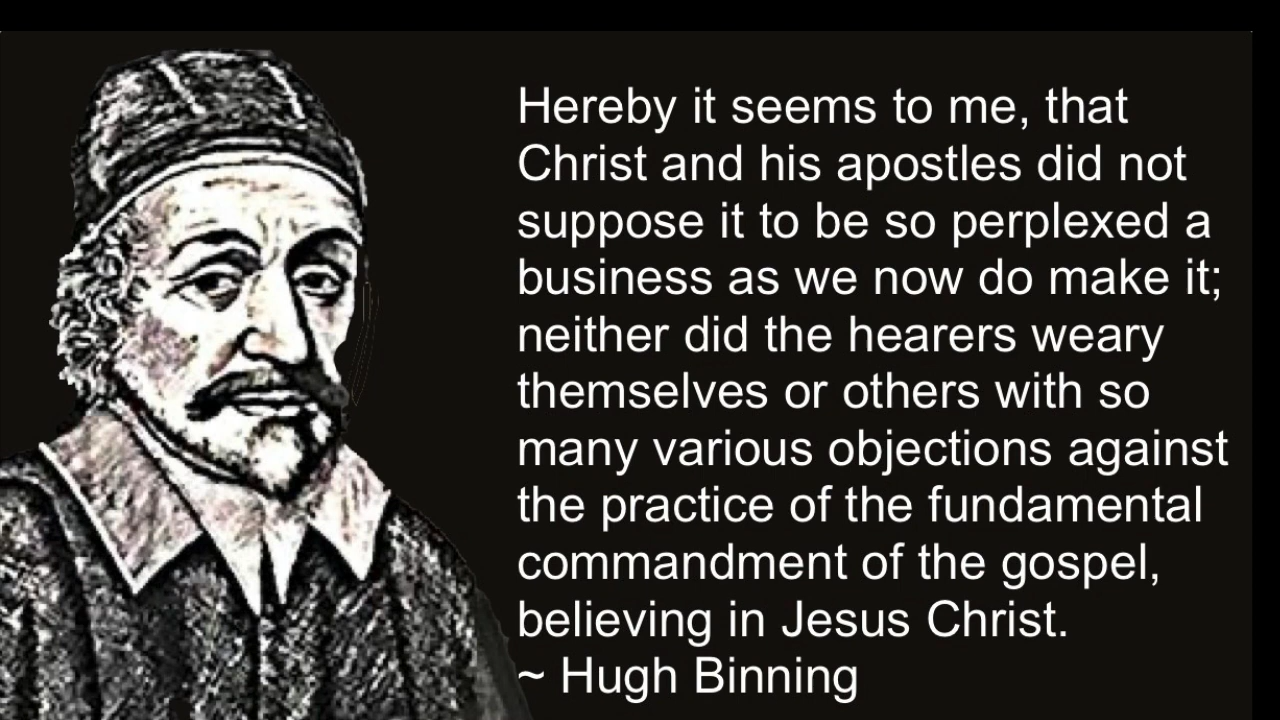 Hereby it seems to me, that
Christ and his apostles did not
suppose it to be so perplexed a
business as we now do make it;
neither did the hearers weary
themselves or others with so
many various objections against
the practice of the fundamental
commandment of the gospel,
believing in Jesus Christ.
~ Hugh Binning